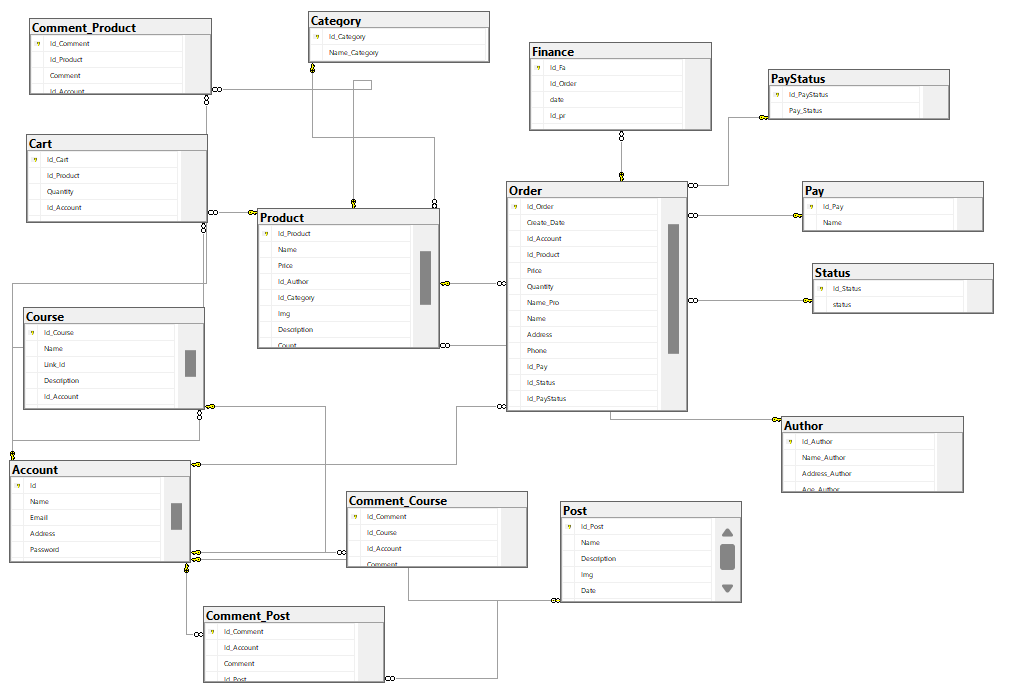 Comment_Product
Id_Comment
Id_Product
Comment
Id_Account
Category
Id_Category
Name_Category
Finance
Id_Fa
Id_Order
date
Id_pr
PayStatus
Id_PayStatus
Pay_Status
Cart
Id_Cart
Id_Product
Quantity
Id_Account
Product
Id_Product
Name
Price
Id_Author
Id_Category
Img
Description
Count
Order
Id_Order
Create_Date
Id_Account
Id_Product
Price
Quantity
Name_Pro
Name
Address
Phone
Id_Pay
Id_Status
Id_PayStatus
Pay
Id_Pay
Name
Status
Id_Status
status
Course
Id_Course
Name
Link_Id
Description
Id_Account
Author
Id_Author
Name_Author
Address_Author
Age_Author
Account
Id
Name
Email
Address
Password
Comment_Course
Id_Comment
Id_Course
Id_Account
Comment
Post
Id_Post
Name
Description
Img
Date
Comment_Post
Id_Comment
Id_Account
Comment
Id_Post